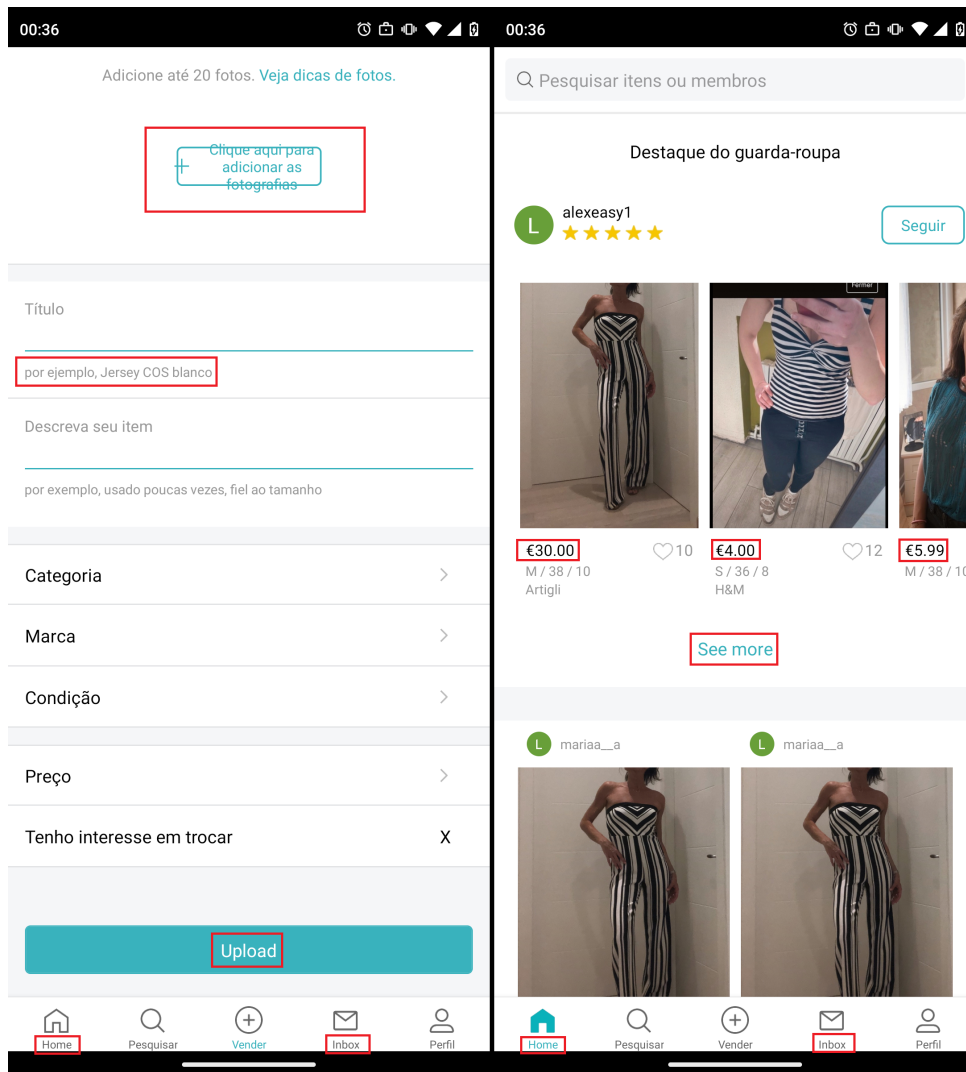 00:36
Adicione até 20 fotos. Veja dicas de fotos.
+ Clique aqui para
adicionar as
fotografias
Título
por ejemplo, Jersey COS blanco
Descreva seu item
por exemplo, usado poucas vezes, fiel ao tamanho
Categoria
Marca
Condição
Preço
Tenho interesse em trocar X
Upload
Home Pesquisar Vender Inbox Perfil
00:36
Pesquisar itens ou membros
Destaque do guarda-roupa
L alexeasy1
Seguir
Fermer
€30.00 10 €4.00 12 €5.99
M / 38 / 10 S / 36 / 8 M / 38 / 10
Artigli H&M
See more
L mariaa__a L mariaa__a
Home Pesquisar Vender Inbox Perfil